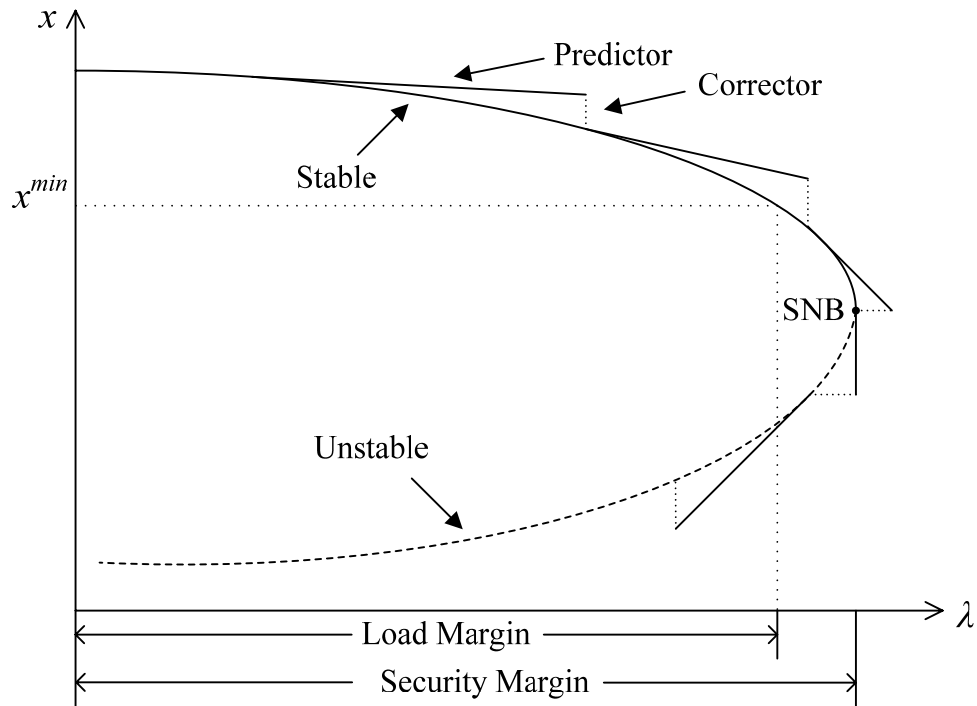 x
Predictor
Corrector
Stable
x^min
SNB
Unstable
λ
Load Margin
Security Margin